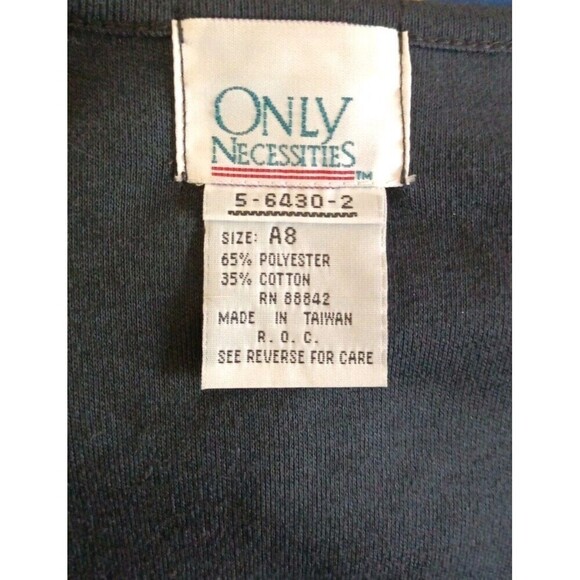 ONLY
NECESSITIES
TM
5-6430-2
SIZE: A8
65% POLYESTER
35% COTTON
RN 88842
MADE IN TAIWAN
R. O. C.
SEE REVERSE FOR CARE